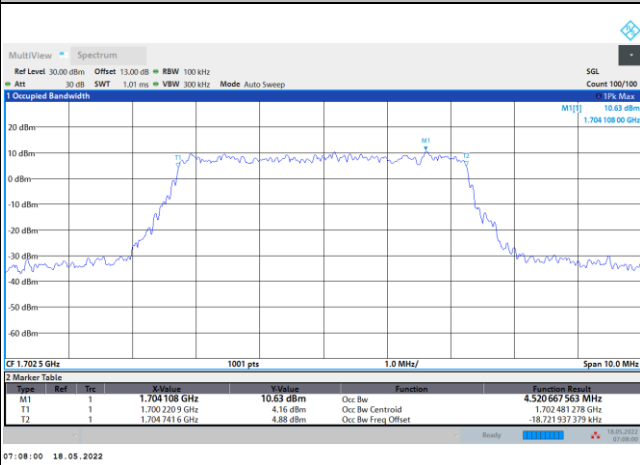 MultiView Spectrum
Ref Level 30.00 dBm Offset 13.00 dB RBW 100 kHz SGL
Att 30 dB SWT 1.01 ms VBW 300 kHz Mode Auto Sweep Count 100/100
1 Occupied Bandwidth 1Pk Max
M1[1] 10.63 dBm
1.704 108 00 GHz
20 dBm
M1
10 dBm
T1 T2
0 dBm
-10 dBm
-20 dBm
-30 dBm
-40 dBm
-50 dBm
-60 dBm
CF 1.702 5 GHz 1001 pts 1.0 MHz/ Span 10.0 MHz
2 Marker Table
Type Ref Trc X-Value Y-Value Function Function Result
M1 1 1.704 108 GHz 10.63 dBm Occ Bw 4.520 667 563 MHz
T1 1 1.700 220 9 GHz 4.16 dBm Occ Bw Centroid 1.702 481 278 GHz
T2 1 1.704 741 6 GHz 4.88 dBm Occ Bw Freq Offset -18.721 937 379 kHz
Ready 18.05.2022
07:08:00
07:08:00 18.05.2022